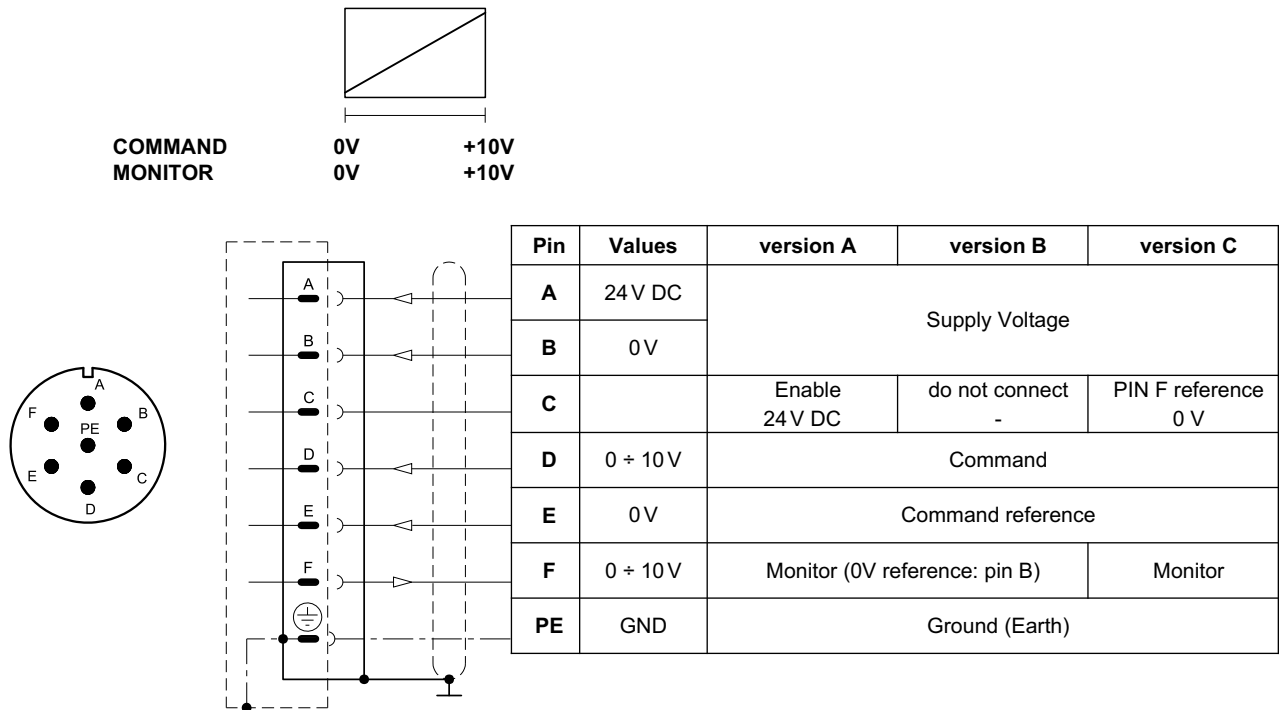 COMMAND 0V +10V
MONITOR 0V +10V
Pin Values version A version B version C
A 24 V DC Supply Voltage
B 0 V
C Enable 24 V DC do not connect - PIN F reference 0 V
D 0 ÷ 10 V Command
E 0 V Command reference
F 0 ÷ 10 V Monitor (0V reference: pin B) Monitor
PE GND Ground (Earth)
A
B
C
D
E
F
A
F
B
PE
E
C
D